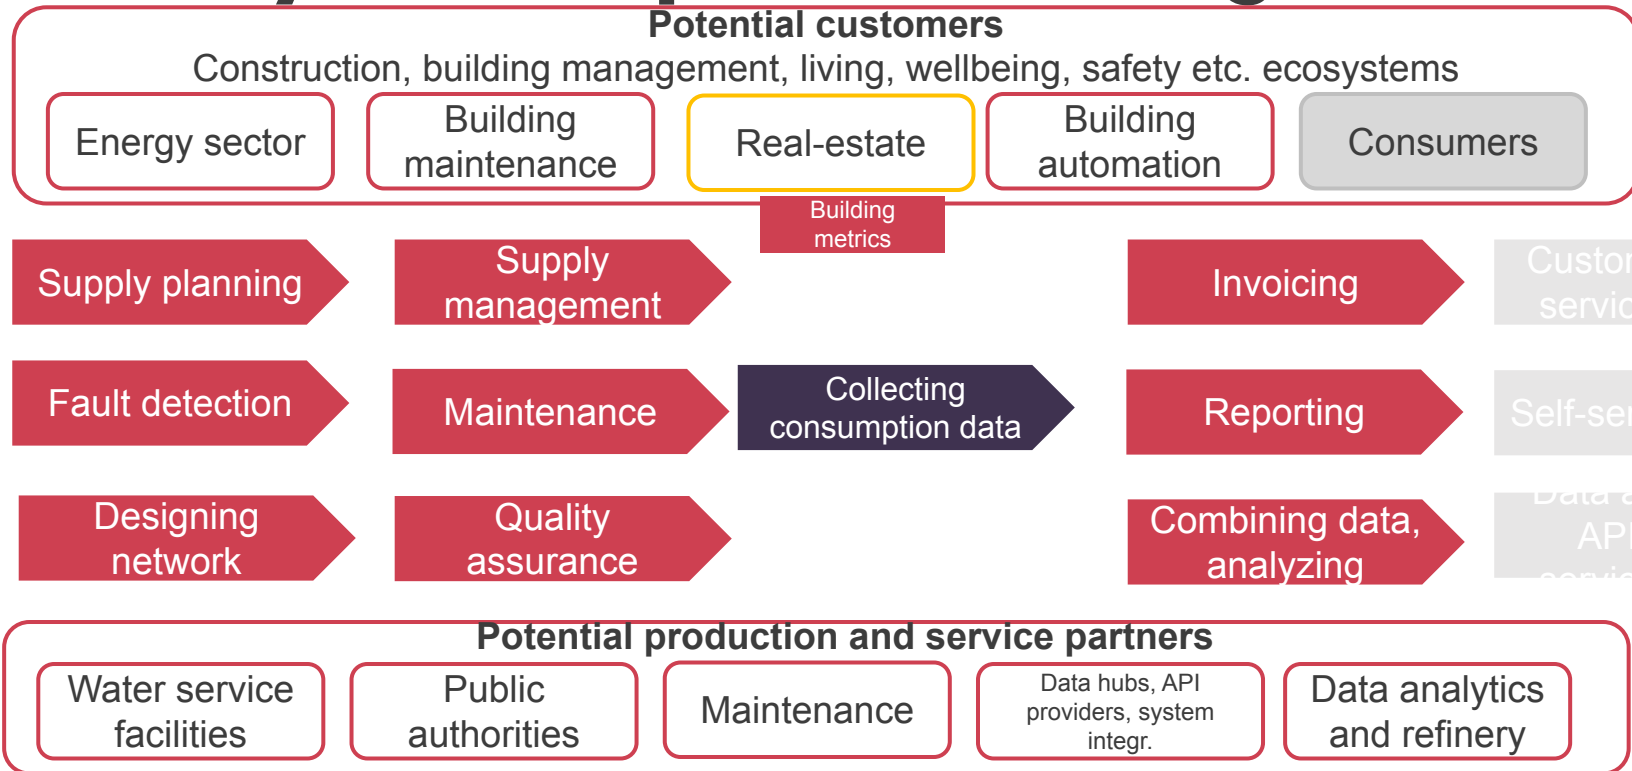 Potential customers
Construction, building management, living, wellbeing, safety etc. ecosystems
Energy sector
Building
maintenance
Real-estate
Building
automation
Consumers
Building
metrics
Supply planning
Supply
management
Invoicing
Fault detection
Maintenance
Collecting
consumption data
Reporting
Designing
network
Quality
assurance
Combining data,
analyzing
Data
API
Potential production and service partners
Water service
facilities
Public
authorities
Maintenance
Data hubs, API
providers, system
integr.
Data analytics
and refinery